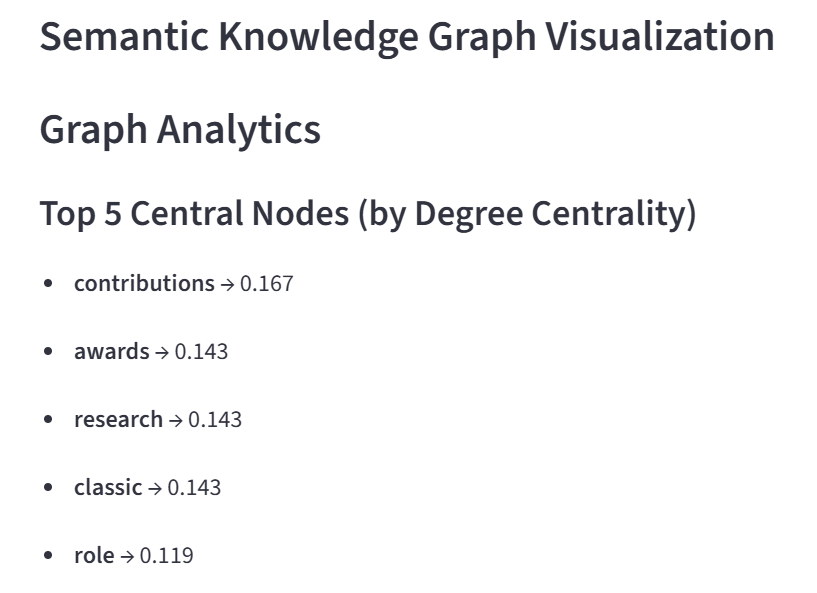 Semantic Knowledge Graph Visualization
Graph Analytics
Top 5 Central Nodes (by Degree Centrality)
• contributions → 0.167
• awards → 0.143
• research → 0.143
• classic → 0.143
• role → 0.119